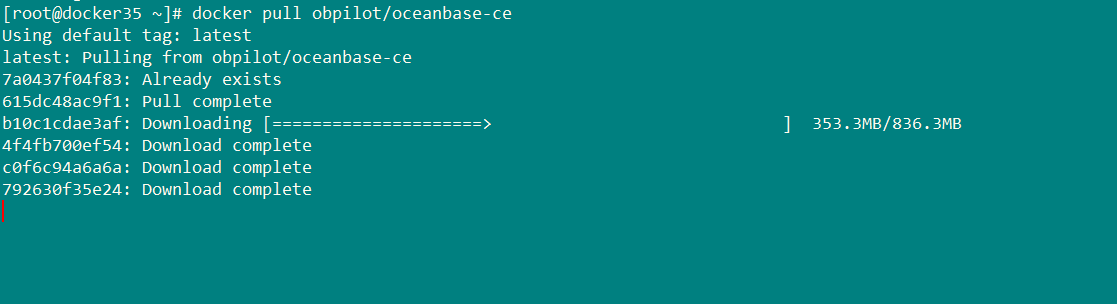 [root@docker35 ~]# docker pull obpilot/oceanbase-ce
Using default tag: latest
latest: Pulling from obpilot/oceanbase-ce
7a0437f04f83: Already exists
615dc48ac9f1: Pull complete
b10c1cdae3af: Downloading [=====================>                             ]  353.3MB/836.3MB
4f4fb700ef54: Download complete
c0f6c94a6a6a: Download complete
792630f35e24: Download complete